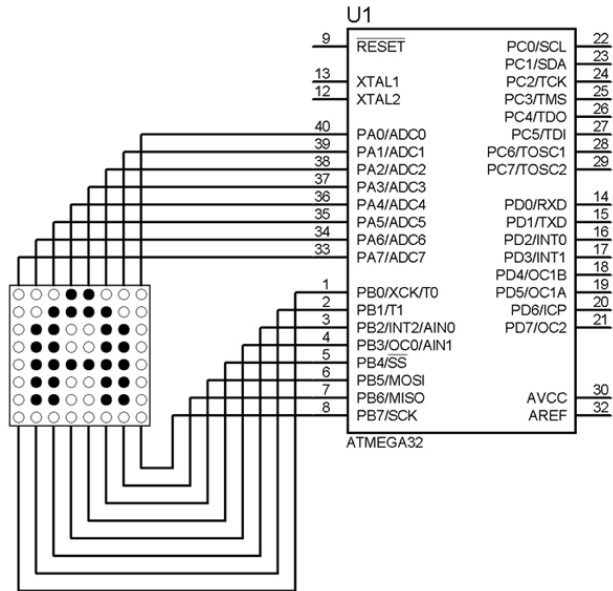 U1
9 RESET PC0/SCL 22
PC1/SDA 23
13 XTAL1 PC2/TCK 24
12 XTAL2 PC3/TMS 25
PC4/TDO 26
40 PA0/ADC0 PC5/TDI 27
39 PA1/ADC1 PC6/TOSC1 28
38 PA2/ADC2 PC7/TOSC2 29
37 PA3/ADC3
36 PA4/ADC4 PD0/RXD 14
35 PA5/ADC5 PD1/TXD 15
34 PA6/ADC6 PD2/INT0 16
33 PA7/ADC7 PD3/INT1 17
PD4/OC1B 18
1 PB0/XCK/T0 PD5/OC1A 19
2 PB1/T1 PD6/ICP 20
3 PB2/INT2/AIN0 PD7/OC2 21
4 PB3/OC0/AIN1
5 PB4/SS
6 PB5/MOSI
7 PB6/MISO AVCC 30
8 PB7/SCK AREF 32
ATMEGA32